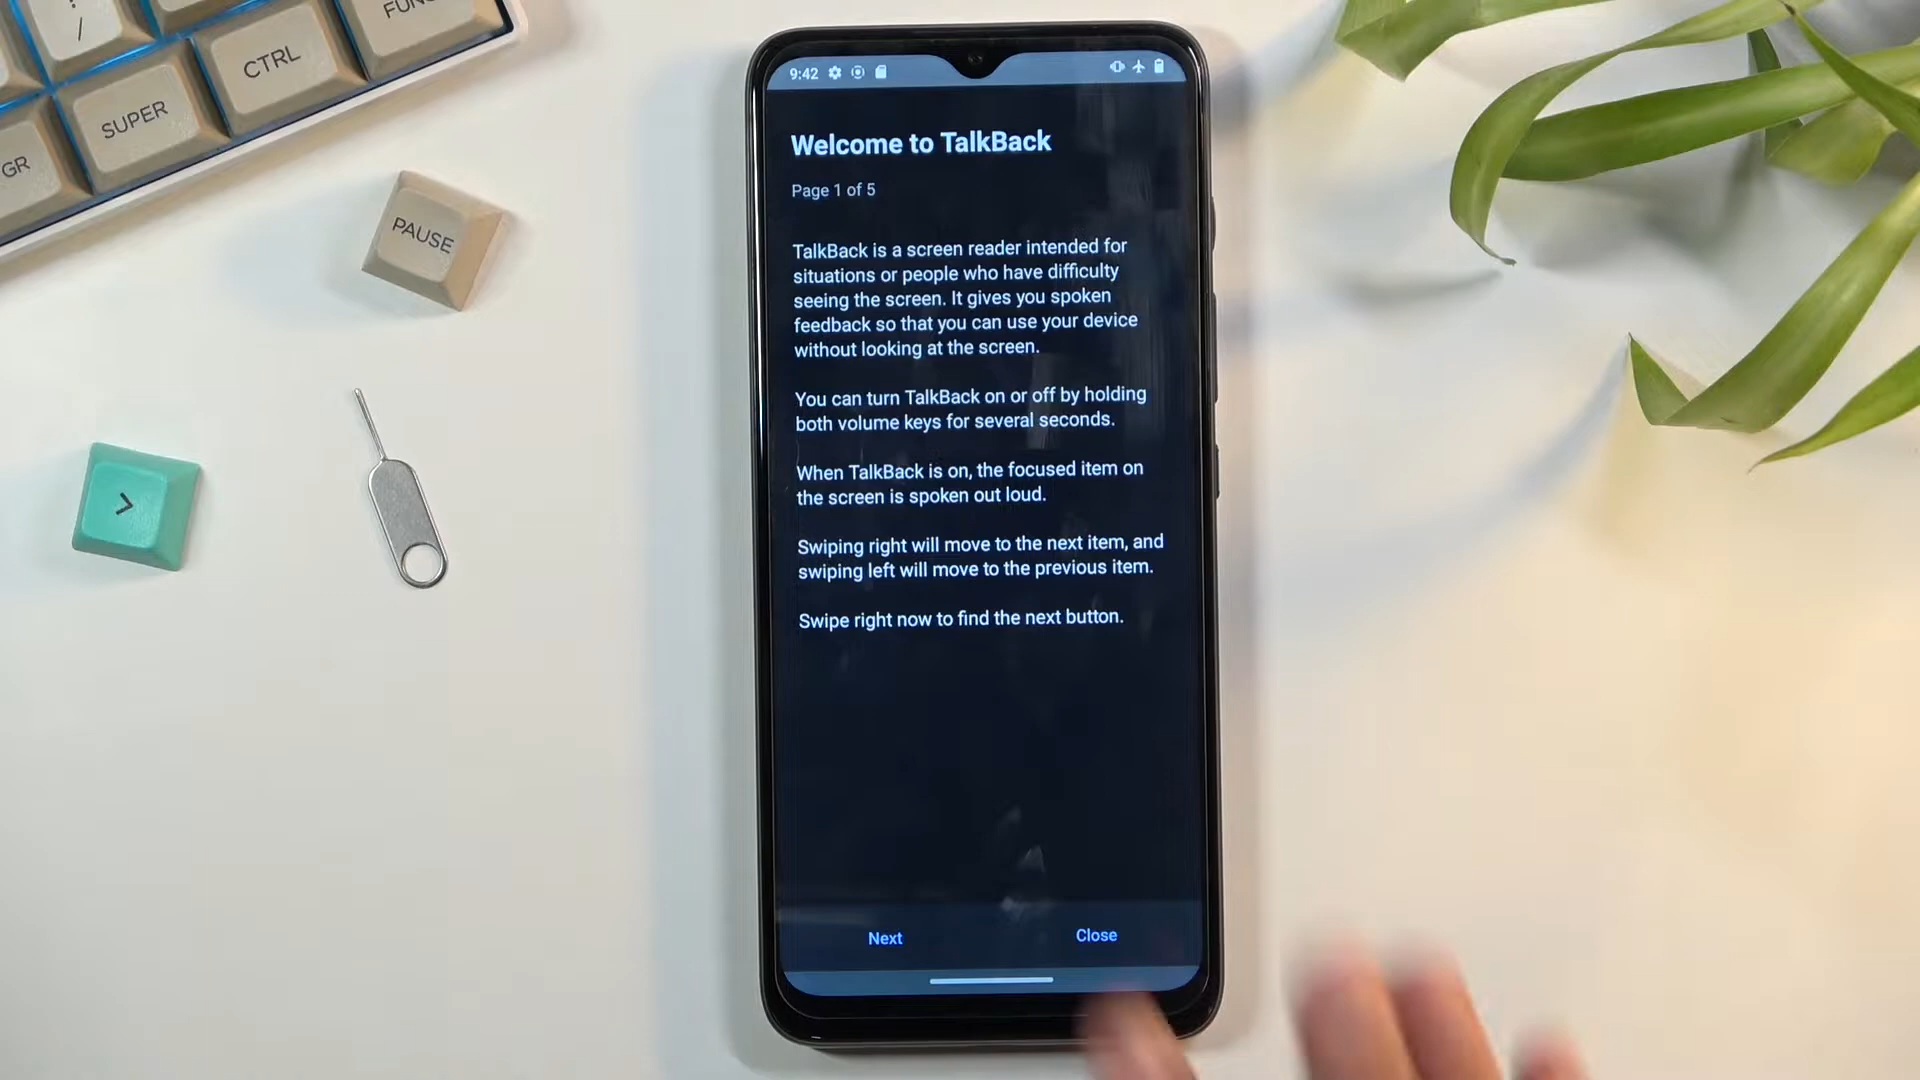 ! /
FUN
CTRL
SUPER
GR
PAUSE
>
9:42
Welcome to TalkBack
Page 1 of 5
TalkBack is a screen reader intended for
situations or people who have difficulty
seeing the screen. It gives you spoken
feedback so that you can use your device
without looking at the screen.
You can turn TalkBack on or off by holding
both volume keys for several seconds.
When TalkBack is on, the focused item on
the screen is spoken out loud.
Swiping right will move to the next item, and
swiping left will move to the previous item.
Swipe right now to find the next button.
Next
Close